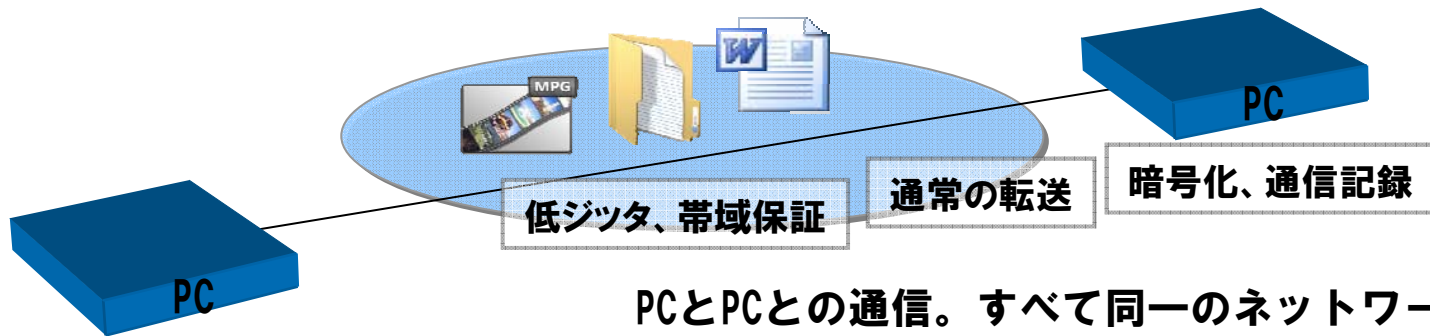 MPG
W
PC
暗号化、通信記録
通常の転送
低ジッタ、帯域保証
PC
PCとPCとの通信。すべて同一のネットワー